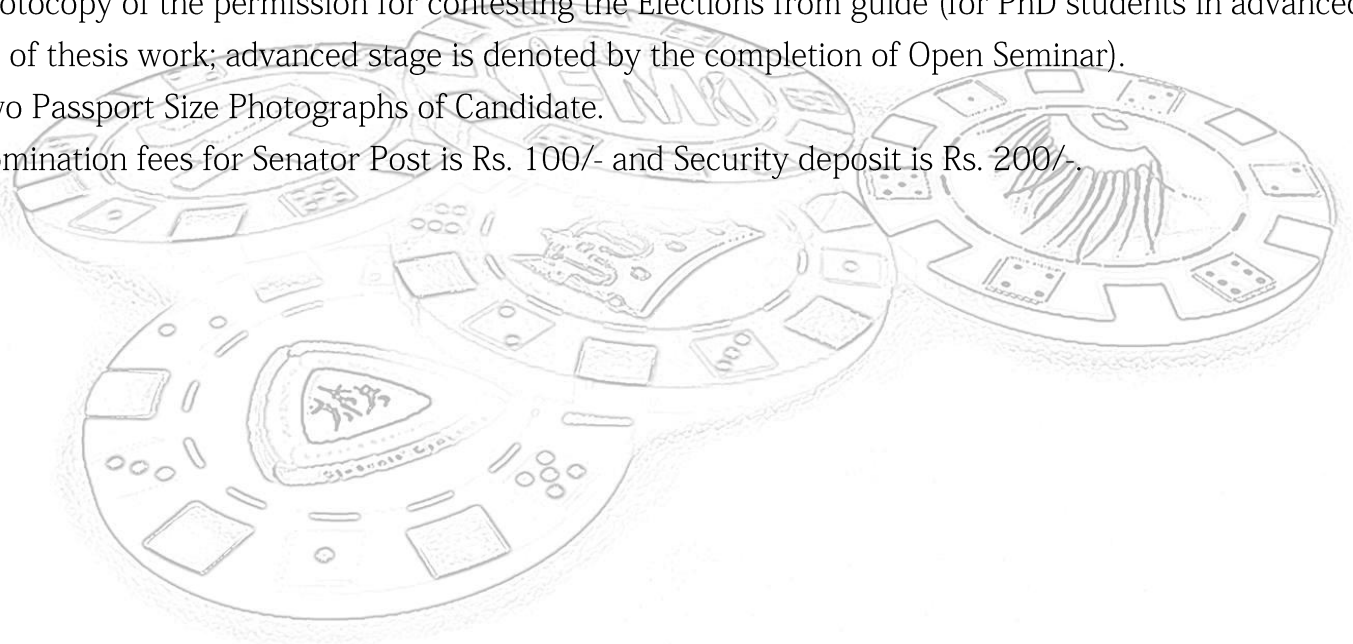 otocopy of the permission for contesting the Elections from guide (for PhD students in advanced
of thesis work; advanced stage is denoted by the completion of Open Seminar).
wo Passport Size Photographs of Candidate.
omination fees for Senator Post is Rs. 100/- and Security deposit is Rs. 200/-.